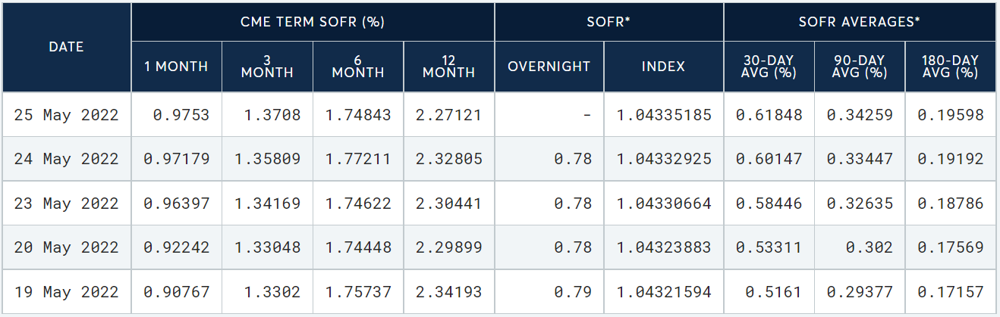 DATE CME TERM SOFR (%) SOFR* SOFR AVERAGES*
1 MONTH 3 MONTH 6 MONTH 12 MONTH OVERNIGHT INDEX 30-DAY AVG (%) 90-DAY AVG (%) 180-DAY AVG (%)
25 May 2022 0.9753 1.3708 1.74843 2.27121 - 1.04335185 0.61848 0.34259 0.19598
24 May 2022 0.97179 1.35809 1.77211 2.32805 0.78 1.04332925 0.60147 0.33447 0.19192
23 May 2022 0.96397 1.34169 1.74622 2.30441 0.78 1.04330664 0.58446 0.32635 0.18786
20 May 2022 0.92242 1.33048 1.74448 2.29899 0.78 1.04323883 0.53311 0.302 0.17569
19 May 2022 0.90767 1.3302 1.75737 2.34193 0.79 1.04321594 0.5161 0.29377 0.17157